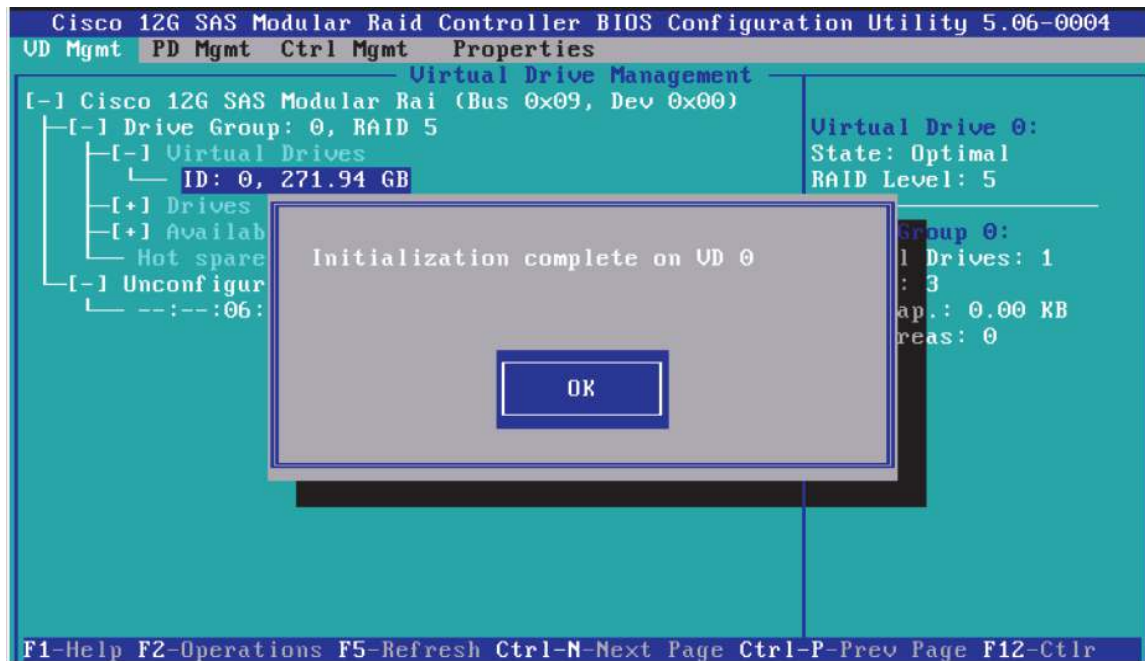 Cisco 12G SAS Modular Raid Controller BIOS Configuration Utility 5.06-0004
VD Mgmt PD Mgmt Ctrl Mgmt Properties
Virtual Drive Management
[-] Cisco 12G SAS Modular Rai (Bus 0x09, Dev 0x00)
[-] Drive Group: 0, RAID 5
[-] Virtual Drives
ID: 0, 271.94 GB
[+] Drives
[+] Availab
Hot spare
[-] Unconfigur
--:--:06:
Virtual Drive 0:
State: Optimal
RAID Level: 5
Group 0:
l Drives: 1
: 3
ap.: 0.00 KB
reas: 0
Initialization complete on VD 0
OK
F1-Help F2-Operations F5-Refresh Ctrl-N-Next Page Ctrl-P-Prev Page F12-Ctlr